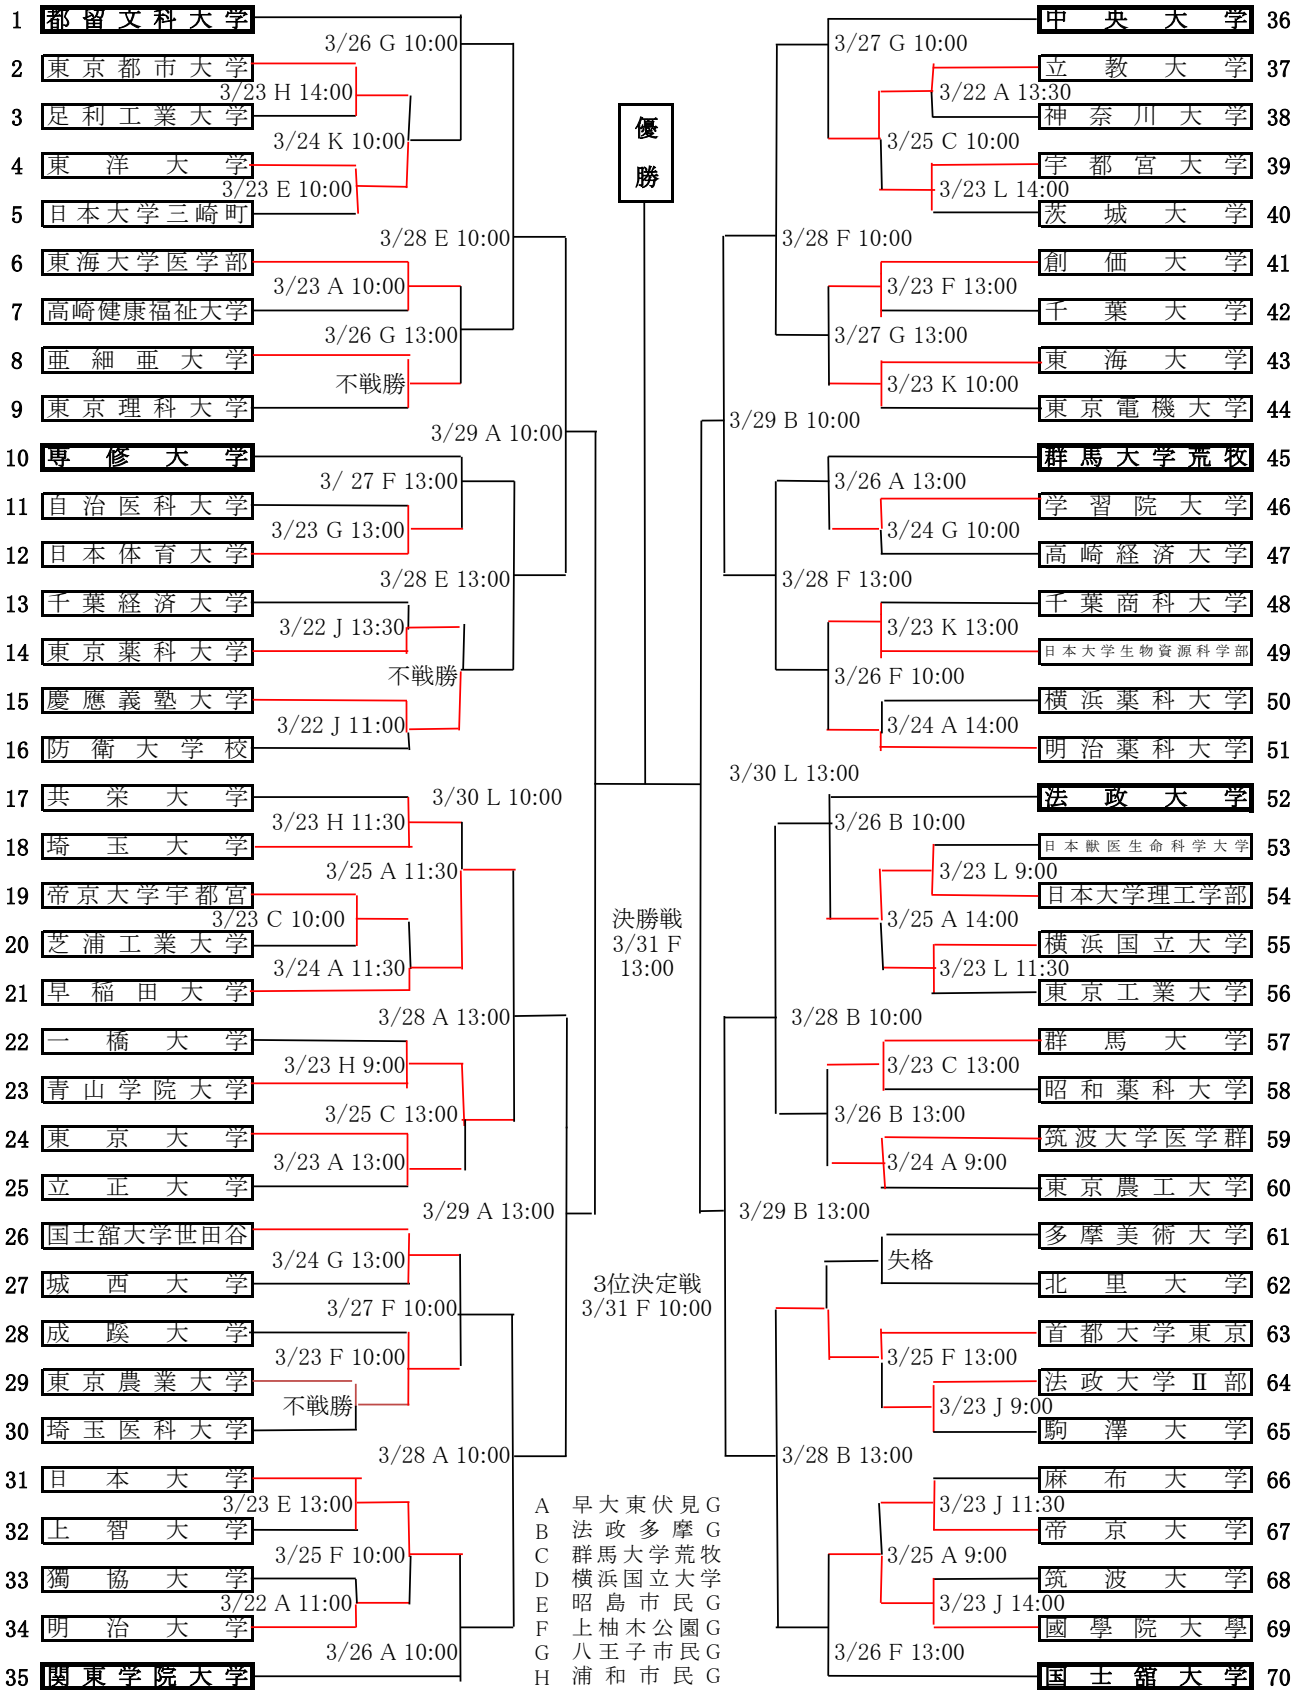 1 都留文科大学
3/26 G 10:00
2 東京都市大学
3/23 H 14:00
3 足利工業大学
3/24 K 10:00
4 東洋大学
3/23 E 10:00
5 日本大学三崎町
3/28 E 10:00
6 東海大学医学部
3/23 A 10:00
7 高崎健康福祉大学
3/26 G 13:00
8 亜細亜大学
不戦勝
9 東京理科大学
3/29 A 10:00
10 専修大学
3/ 27 F 13:00
11 自治医科大学
3/23 G 13:00
12 日本体育大学
3/28 E 13:00
13 千葉経済大学
3/22 J 13:30
14 東京薬科大学
不戦勝
15 慶應義塾大学
3/22 J 11:00
16 防衛大学校
17 共栄大学
3/30 L 10:00
3/23 H 11:30
18 埼玉大学
3/25 A 11:30
19 帝京大学宇都宮
3/23 C 10:00
20 芝浦工業大学
3/24 A 11:30
21 早稲田大学
3/28 A 13:00
22 一橋大学
3/23 H 9:00
23 青山学院大学
3/25 C 13:00
24 東京大学
3/23 A 13:00
25 立正大学
3/29 A 13:00
26 国士舘大学世田谷
3/24 G 13:00
27 城西大学
3/27 F 10:00
28 成蹊大学
3/23 F 10:00
29 東京農業大学
不戦勝
30 埼玉医科大学
3/28 A 10:00
31 日本大学
3/23 E 13:00
32 上智大学
3/25 F 10:00
33 獨協大学
3/22 A 11:00
34 明治大学
3/26 A 10:00
35 関東学院大学
優勝
決勝戦
3/31 F
13:00
3位決定戦
3/31 F 10:00
A 早大東伏見G
B 法政多摩G
C 群馬大学荒牧
D 横浜国立大学
E 昭島市民G
F 上柚木公園G
G 八王子市民G
H 浦和市民G
中央大学 36
3/27 G 10:00
立教大学 37
3/22 A 13:30
神奈川大学 38
3/25 C 10:00
宇都宮大学 39
3/23 L 14:00
茨城大学 40
3/28 F 10:00
創価大学 41
3/23 F 13:00
千葉大学 42
3/27 G 13:00
東海大学 43
3/23 K 10:00
東京電機大学 44
3/29 B 10:00
群馬大学荒牧 45
3/26 A 13:00
学習院大学 46
3/24 G 10:00
高崎経済大学 47
3/28 F 13:00
千葉商科大学 48
3/23 K 13:00
日本大学生物資源科学部 49
3/26 F 10:00
横浜薬科大学 50
3/24 A 14:00
明治薬科大学 51
3/30 L 13:00
法政大学 52
3/26 B 10:00
日本獣医生命科学大学 53
3/23 L 9:00
日本大学理工学部 54
3/25 A 14:00
横浜国立大学 55
3/23 L 11:30
東京工業大学 56
3/28 B 10:00
群馬大学 57
3/23 C 13:00
昭和薬科大学 58
3/26 B 13:00
筑波大学医学群 59
3/24 A 9:00
東京農工大学 60
3/29 B 13:00
多摩美術大学 61
失格
北里大学 62
首都大学東京 63
3/25 F 13:00
法政大学Ⅱ部 64
3/23 J 9:00
駒澤大学 65
3/28 B 13:00
麻布大学 66
3/23 J 11:30
帝京大学 67
3/25 A 9:00
筑波大学 68
3/23 J 14:00
國學院大學 69
3/26 F 13:00
国士舘大学 70